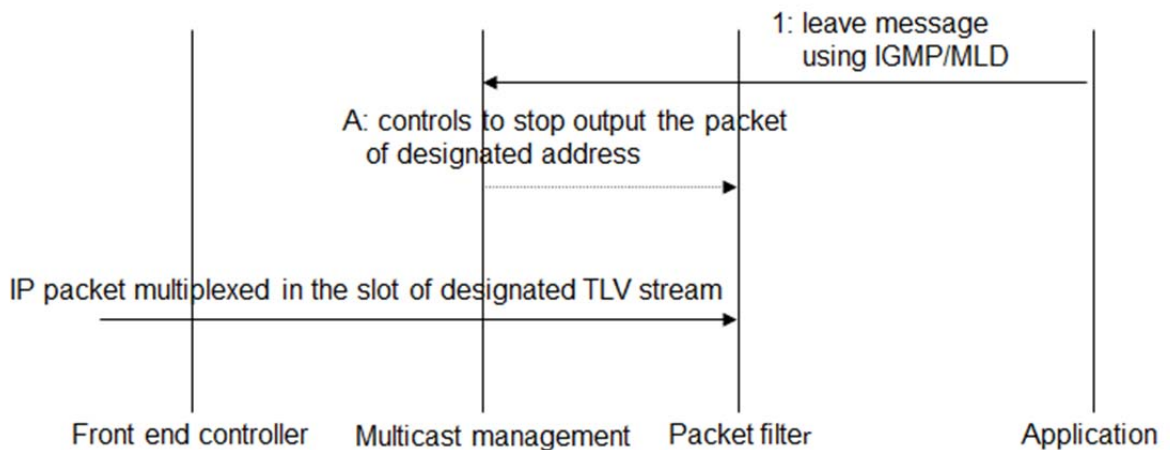 1: leave message
using IGMP/MLD
A: controls to stop output the packet
of designated address
IP packet multiplexed in the slot of designated TLV stream
Front end controller
Multicast management
Packet filter
Application